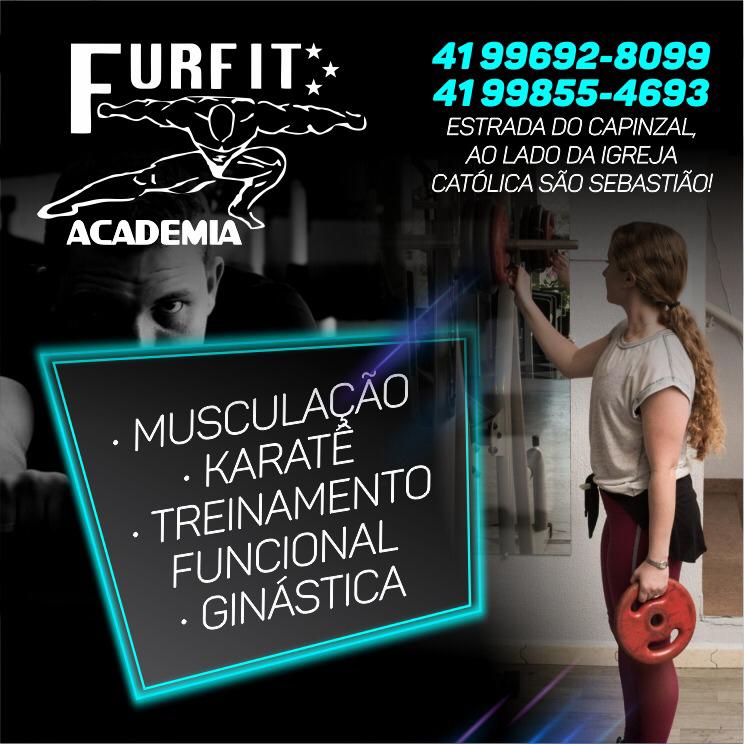 FURFIT
ACADEMIA
41 99692-8099
41 99855-4693
ESTRADA DO CAPINZAL,
AO LADO DA IGREJA
CATÓLICA SÃO SEBASTIÃO!
· MUSCULAÇÃO
· KARATÊ
· TREINAMENTO
FUNCIONAL
· GINÁSTICA